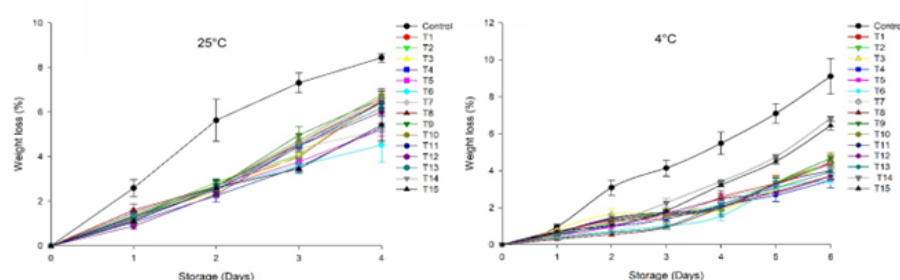 25°C
Weight loss (%)
10
8
6
4
2
0
0 1 2 3 4
Storage (Days)
Control
T1
T2
T3
T4
T5
T6
T7
T8
T9
T10
T11
T12
T13
T14
T15
4°C
Weight loss (%)
12
10
8
6
4
2
0
0 1 2 3 4 5 6
Storage (Days)
Control
T1
T2
T3
T4
T5
T6
T7
T8
T9
T10
T11
T12
T13
T14
T15